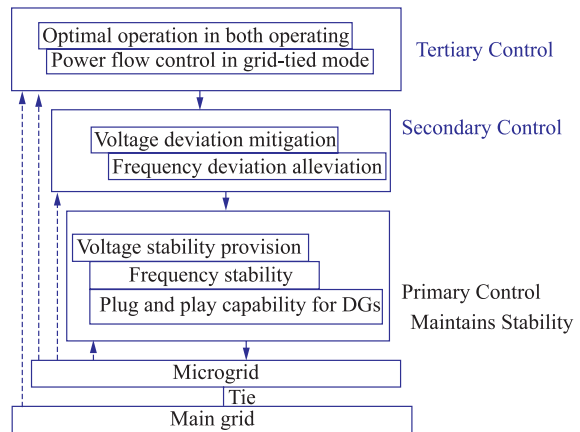 Optimal operation in both operating
Power flow control in grid-tied mode
Tertiary Control
Secondary Control
Voltage deviation mitigation
Frequency deviation alleviation
Voltage stability provision
Frequency stability
Plug and play capability for DGs
Primary Control
Maintains Stability
Microgrid
Tie
Main grid